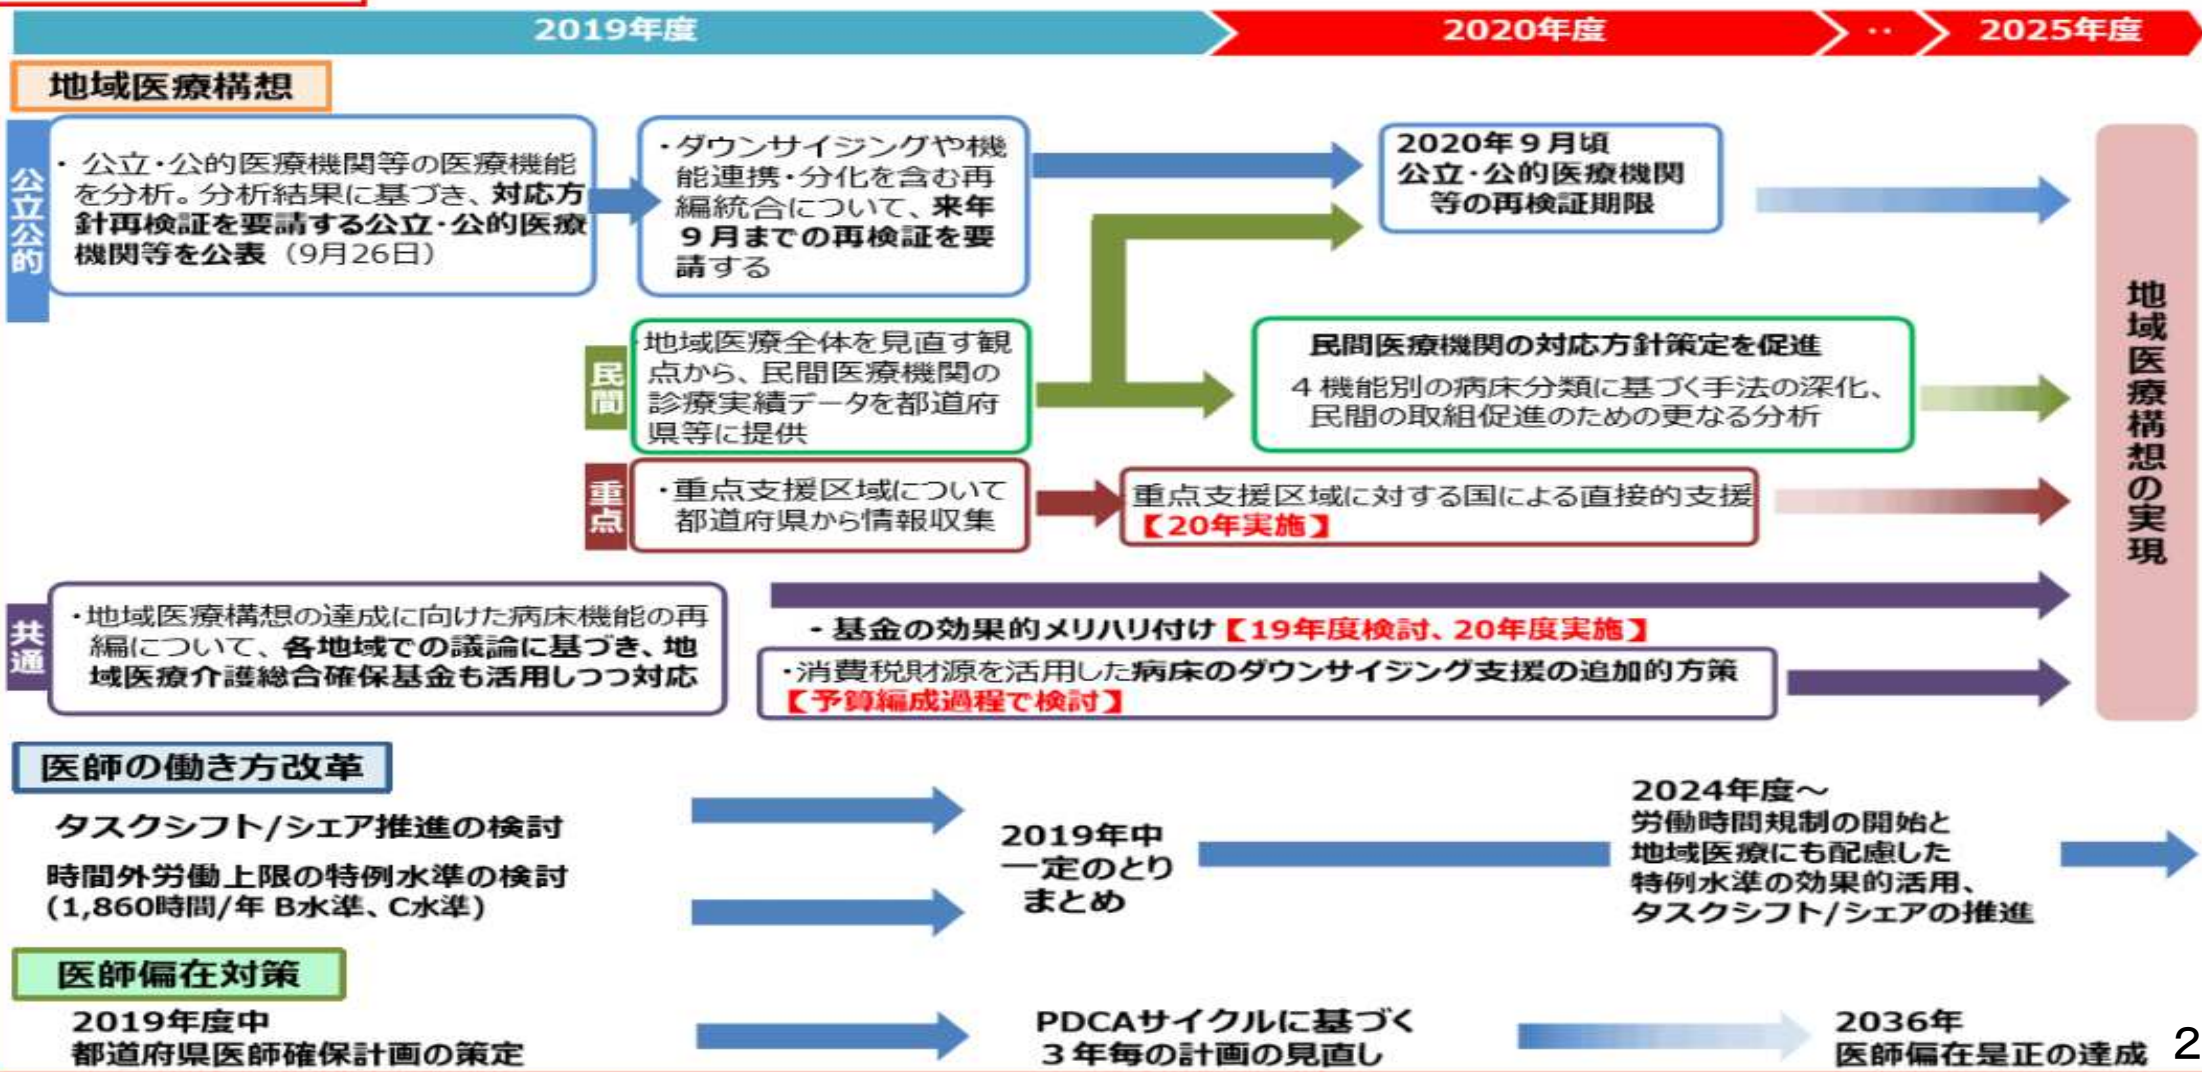 2019年度
2020年度
‥
2025年度
地域医療構想
公立公的
・ 公立・公的医療機関等の医療機能
を分析。分析結果に基づき、対応方
針再検証を要請する公立・公的医療
機関等を公表（9月26日）
・ダウンサイジングや機
能連携・分化を含む再
編統合について、来年
９月までの再検証を要
請する
2020年９月頃
公立・公的医療機関
等の再検証期限
民間
・地域医療全体を見直す観
点から、民間医療機関の
診療実績データを都道府
県等に提供
民間医療機関の対応方針策定を促進
４機能別の病床分類に基づく手法の深化、
民間の取組促進のための更なる分析
重点
・重点支援区域について
都道府県から情報収集
重点支援区域に対する国による直接的支援
【20年実施】
共通
・地域医療構想の達成に向けた病床機能の再
編について、各地域での議論に基づき、地
域医療介護総合確保基金も活用しつつ対応
・基金の効果的メリハリ付け【19年度検討、20年度実施】
・消費税財源を活用した病床のダウンサイジング支援の追加的方策
【予算編成過程で検討】
地域医療構想の実現
医師の働き方改革
タスクシフト/シェア推進の検討
時間外労働上限の特例水準の検討
(1,860時間/年 B水準、C水準)
2019年中
一定のとり
まとめ
2024年度～
労働時間規制の開始と
地域医療にも配慮した
特例水準の効果的活用、
タスクシフト/シェアの推進
医師偏在対策
2019年度中
都道府県医師確保計画の策定
PDCAサイクルに基づく
３年毎の計画の見直し
2036年
医師偏在是正の達成
2